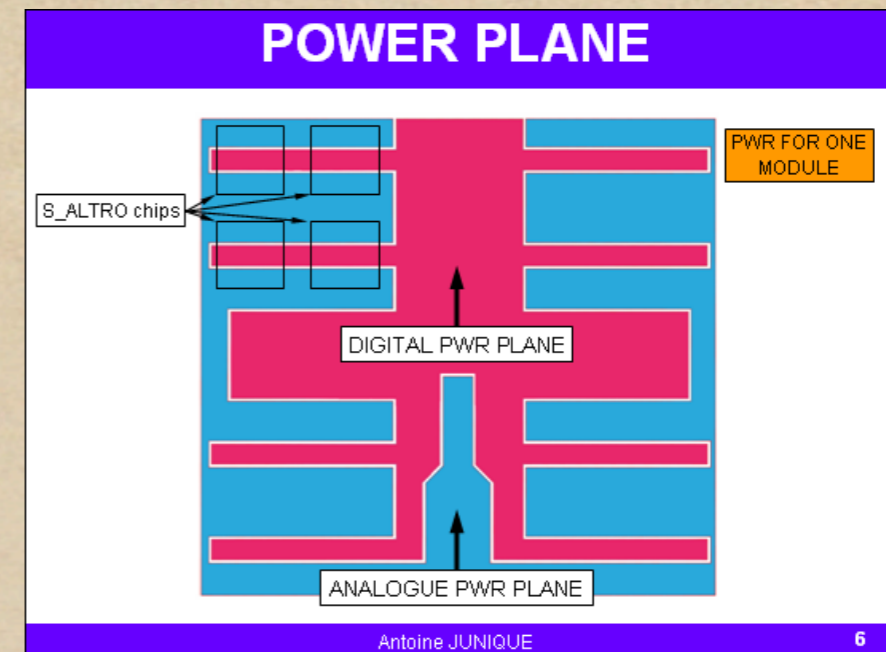 POWER PLANE
PWR FOR ONE
MODULE
S_ALTRO chips
DIGITAL PWR PLANE
ANALOGUE PWR PLANE
Antoine JUNIQUE
6